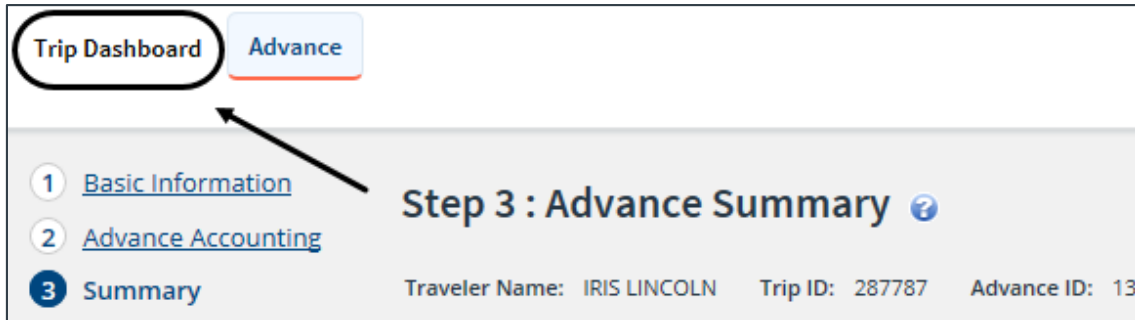 Trip Dashboard Advance
1 Basic Information
2 Advance Accounting
3 Summary
Step 3 : Advance Summary ?
Traveler Name: IRIS LINCOLN Trip ID: 287787 Advance ID: 13